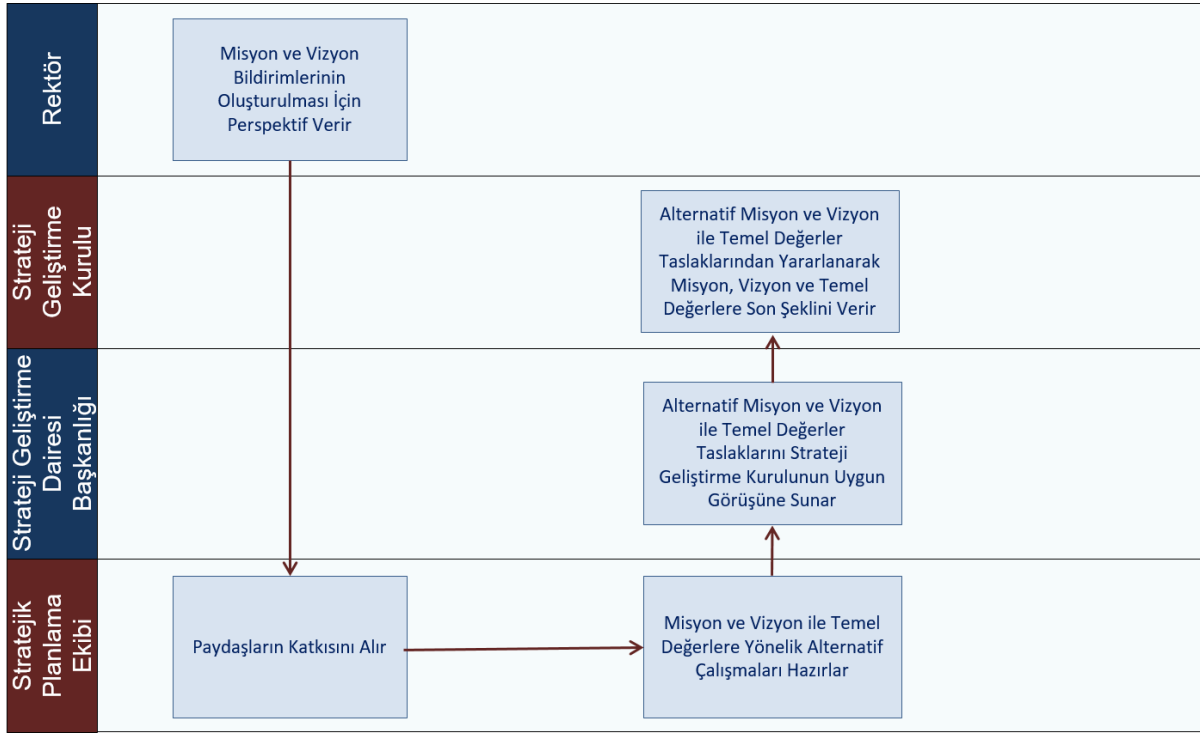 Rektör
Misyon ve Vizyon
Bildirimlerinin
Oluşturulması İçin
Perspektif Verir
Strateji
Geliştirme
Kurulu
Alternatif Misyon ve Vizyon
ile Temel Değerler
Taslaklarından Yararlanarak
Misyon, Vizyon ve Temel
Değerlere Son Şeklini Verir
Strateji Geliştirme
Dairesi
Başkanlığı
Alternatif Misyon ve Vizyon
ile Temel Değerler
Taslaklarını Strateji
Geliştirme Kurulunun Uygun
Görüşüne Sunar
Stratejik
Planlama
Ekibi
Paydaşların Katkısını Alır
Misyon ve Vizyon ile Temel
Değerlere Yönelik Alternatif
Çalışmaları Hazırlar